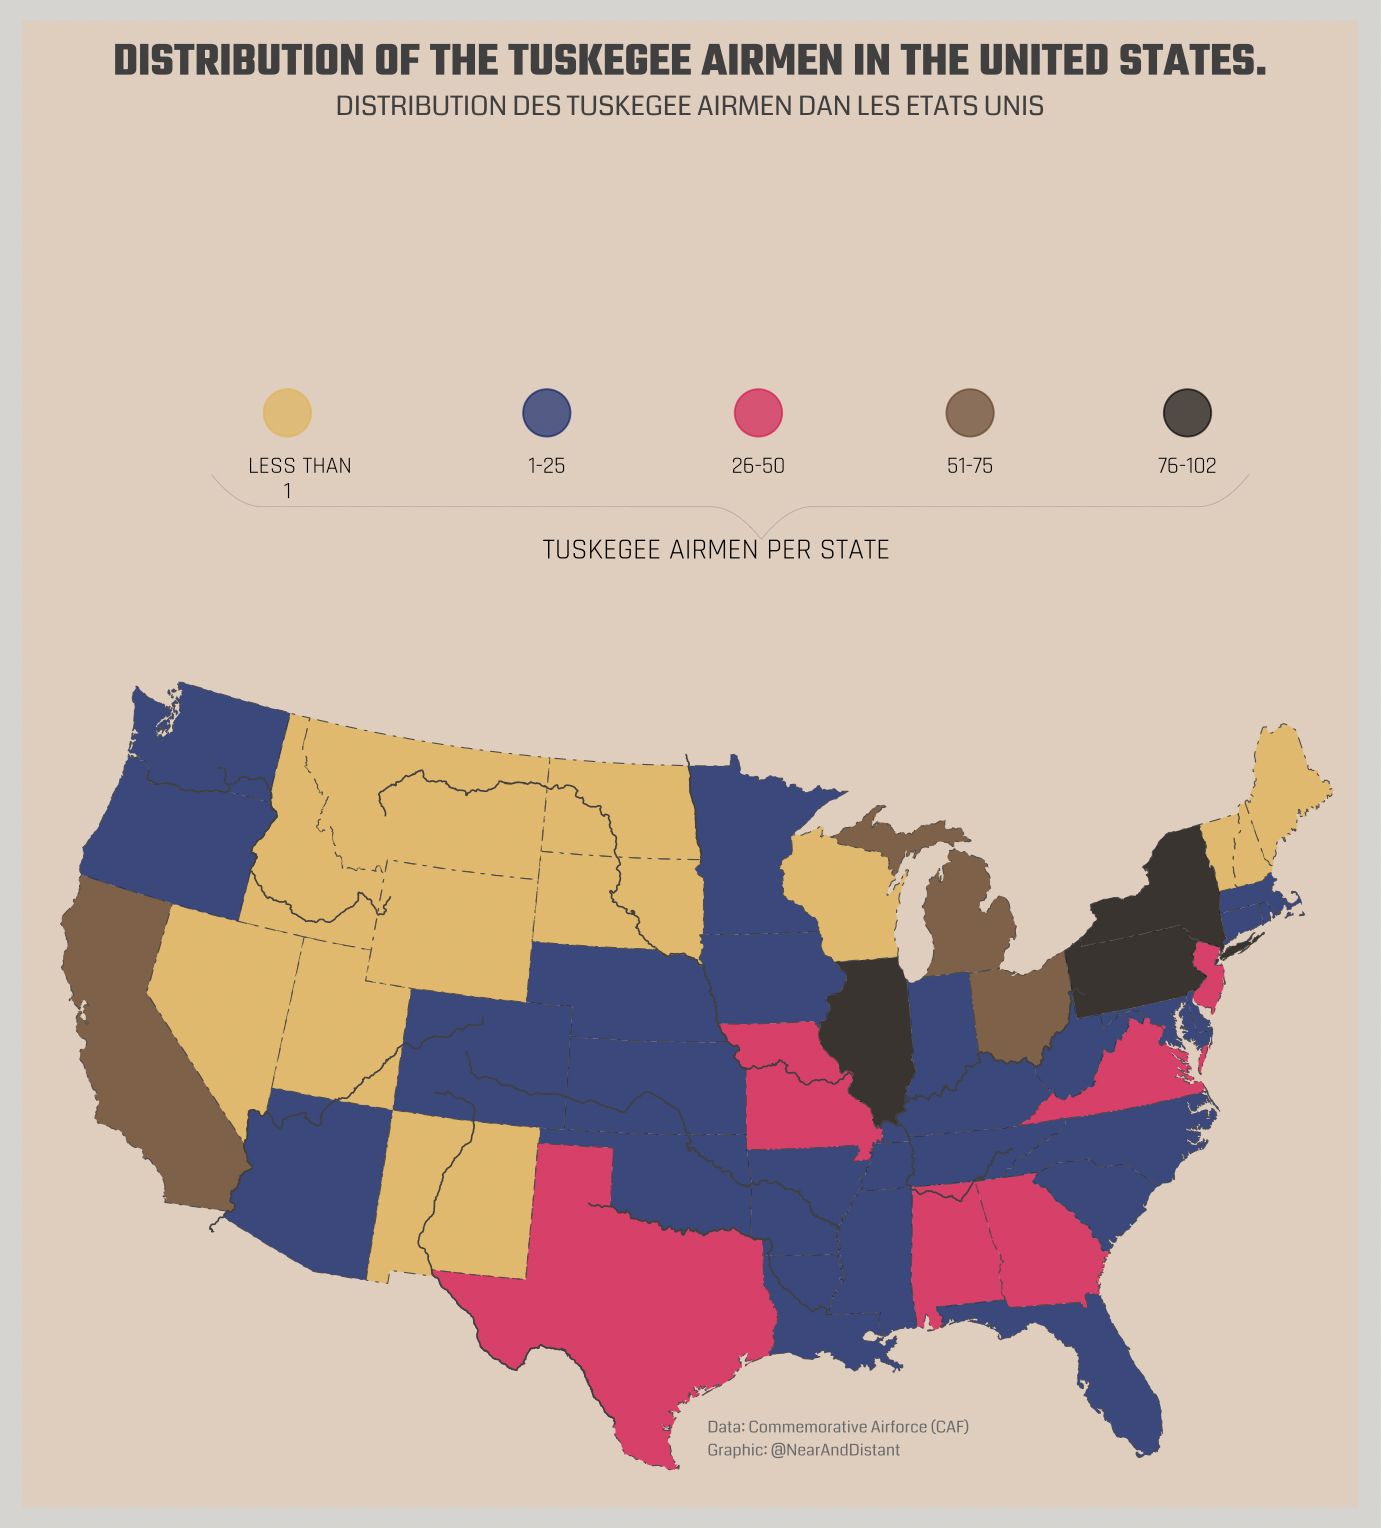 DISTRIBUTION OF THE TUSKEGEE AIRMEN IN THE UNITED STATES.
DISTRIBUTION DES TUSKEGEE AIRMEN DAN LES ETATS UNIS
LESS THAN
1
1-25
26-50
51-75
76-102
TUSKEGEE AIRMEN PER STATE
Data: Commemorative Airforce (CAF)
Graphic: @NearAndDistant